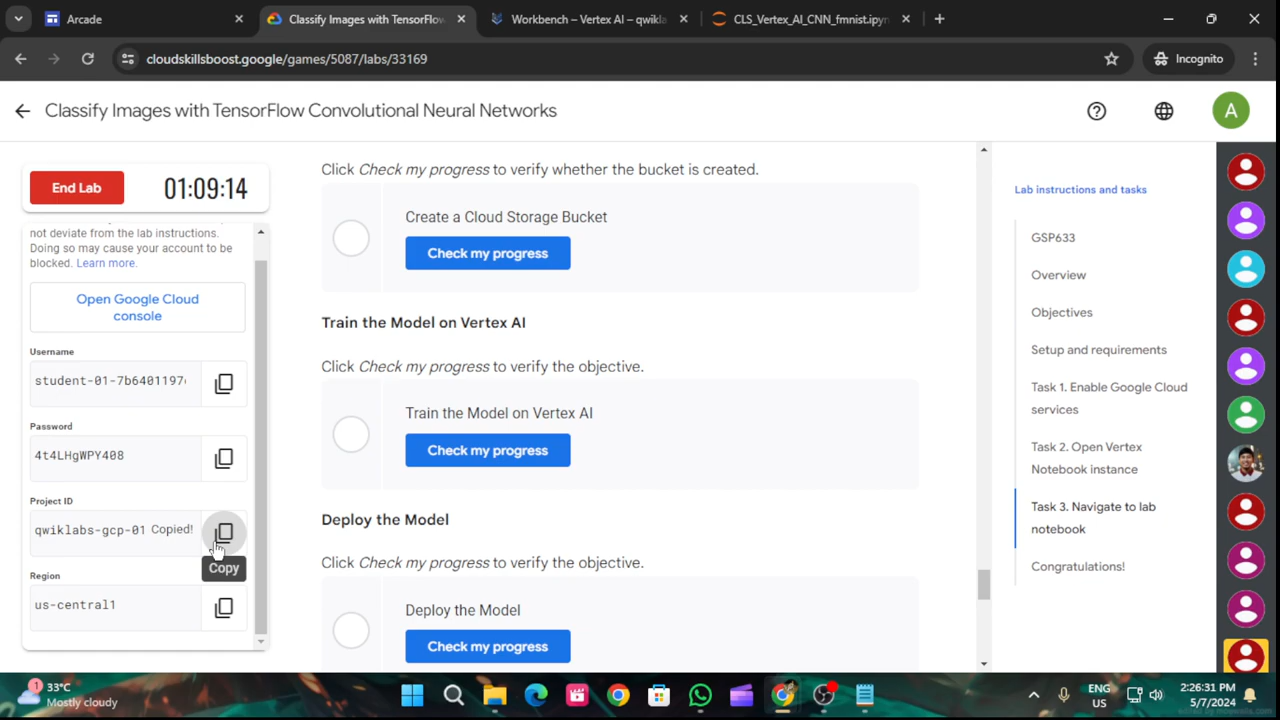 Arcade
Classify Images with TensorFlow
Workbench – Vertex AI – qwikla
CLS_Vertex_AI_CNN_fmnist.ipyn
cloudskillsboost.google/games/5087/labs/33169
Incognito
Classify Images with TensorFlow Convolutional Neural Networks
A
End Lab
01:09:14
not deviate from the lab instructions.
Doing so may cause your account to be
blocked. Learn more.
Open Google Cloud
console
Username
student-01-7b6401197
Password
4t4LHgWPY408
Project ID
qwiklabs-gcp-01 Copied!
Copy
Region
us-central1
Click Check my progress to verify whether the bucket is created.
Create a Cloud Storage Bucket
Check my progress
Train the Model on Vertex AI
Click Check my progress to verify the objective.
Train the Model on Vertex AI
Check my progress
Deploy the Model
Click Check my progress to verify the objective.
Deploy the Model
Check my progress
Lab instructions and tasks
GSP633
Overview
Objectives
Setup and requirements
Task 1. Enable Google Cloud
services
Task 2. Open Vertex
Notebook instance
Task 3. Navigate to lab
notebook
Congratulations!
1
33°C
Mostly cloudy
ENG
US
2:26:31 PM
5/7/2024